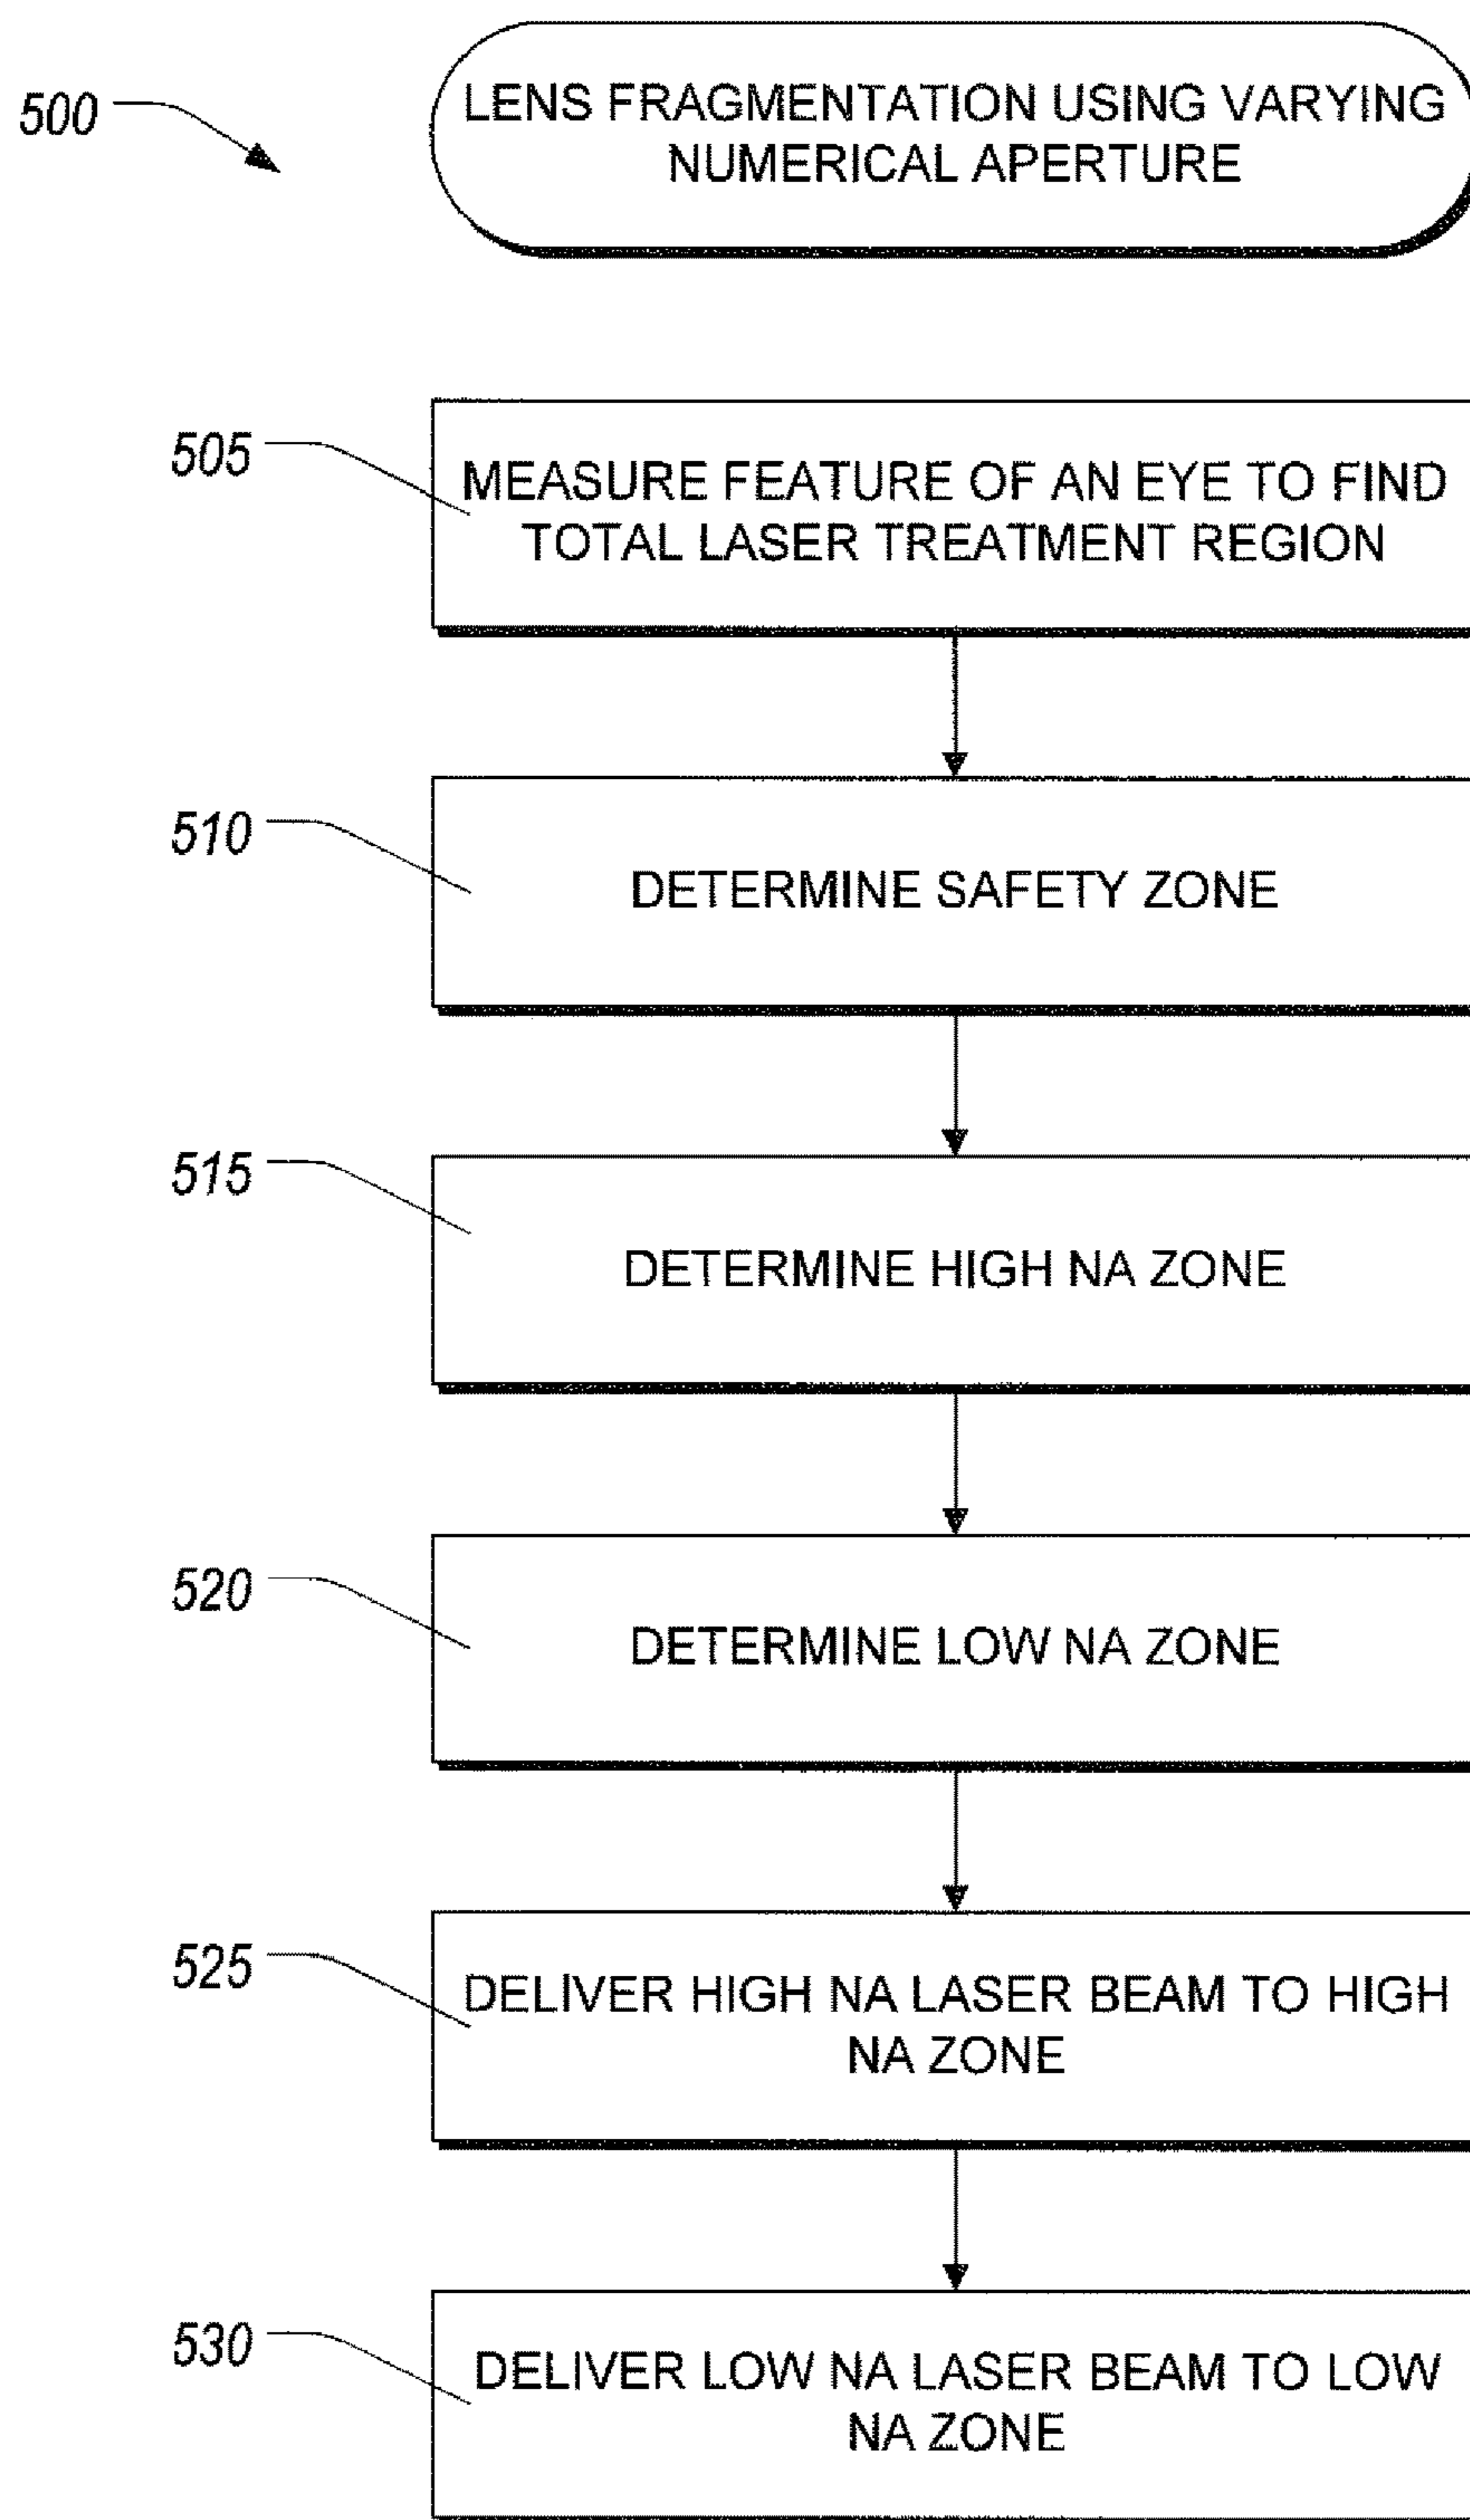 500
LENS FRAGMENTATION USING VARYING
NUMERICAL APERTURE
505
MEASURE FEATURE OF AN EYE TO FIND
TOTAL LASER TREATMENT REGION
510
DETERMINE SAFETY ZONE
515
DETERMINE HIGH NA ZONE
520
DETERMINE LOW NA ZONE
525
DELIVER HIGH NA LASER BEAM TO HIGH
NA ZONE
530
DELIVER LOW NA LASER BEAM TO LOW
NA ZONE